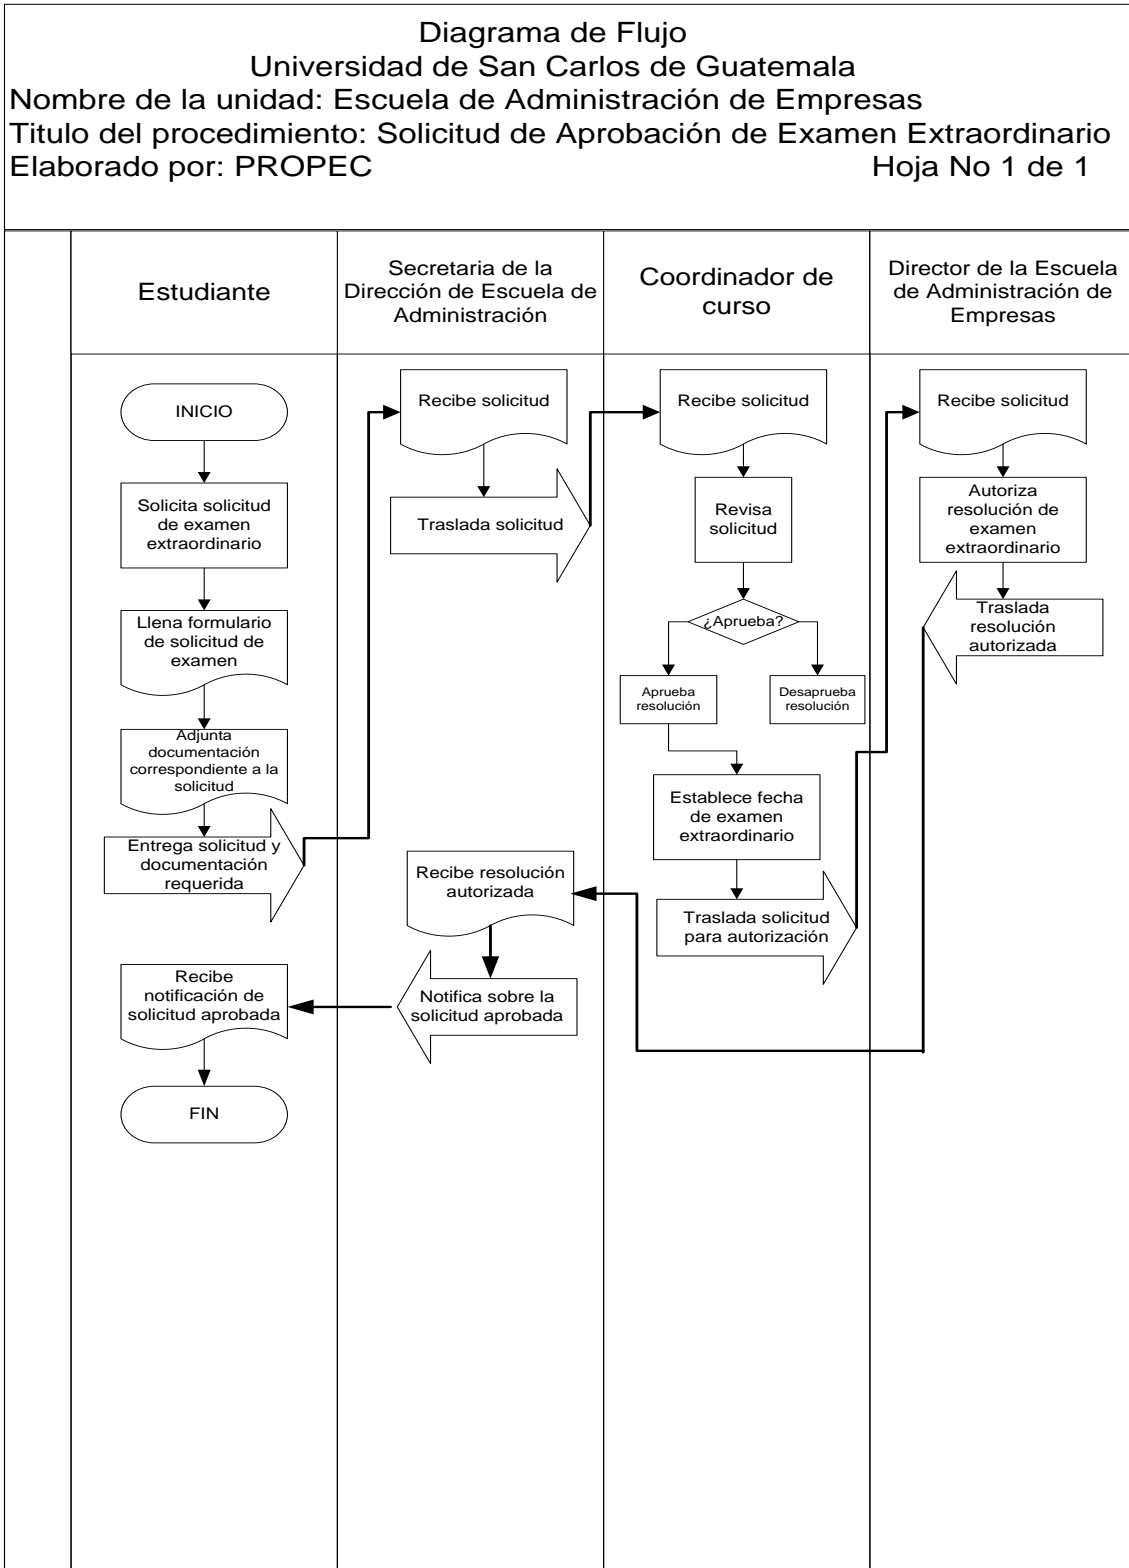 Diagrama de Flujo
Universidad de San Carlos de Guatemala
Nombre de la unidad: Escuela de Administración de Empresas
Titulo del procedimiento: Solicitud de Aprobación de Examen Extraordinario
Elaborado por: PROPEC Hoja No 1 de 1
Estudiante
Secretaria de la
Dirección de Escuela de
Administración
Coordinador de
curso
Director de la Escuela
de Administración de
Empresas
INICIO
Solicita solicitud
de examen
extraordinario
Llena formulario
de solicitud de
examen
Adjunta
documentación
correspondiente a la
solicitud
Entrega solicitud y
documentación
requerida
Recibe
notificación de
solicitud aprobada
FIN
Recibe solicitud
Traslada solicitud
Recibe resolución
autorizada
Notifica sobre la
solicitud aprobada
Recibe solicitud
Revisa
solicitud
¿Aprueba?
Aprueba
resolución
Desaprueba
resolución
Establece fecha
de examen
extraordinario
Traslada solicitud
para autorización
Recibe solicitud
Autoriza
resolución de
examen
extraordinario
Traslada
resolución
autorizada